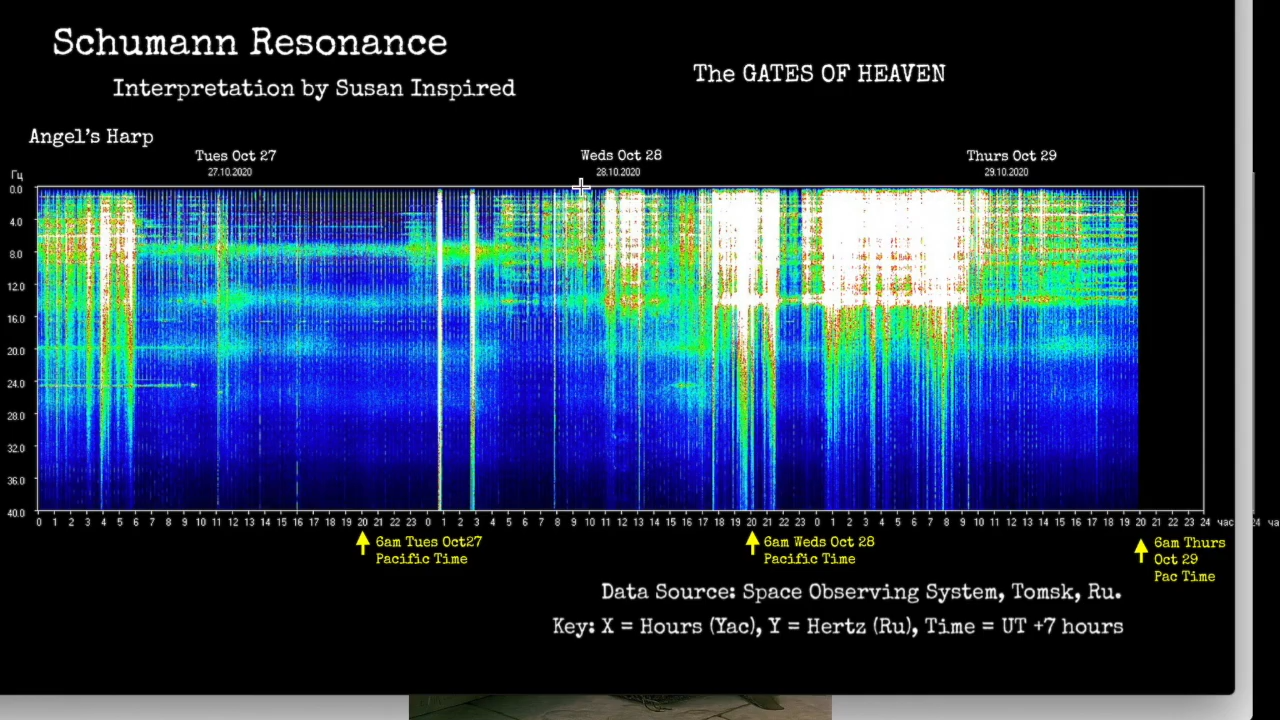 Schumann Resonance
Interpretation by Susan Inspired
The GATES OF HEAVEN
Angel's Harp
Tues Oct 27
Weds Oct 28
Thurs Oct 29
27.10.2020
28.10.2020
29.10.2020
Гц
0.0
4.0
8.0
12.0
16.0
20.0
24.0
28.0
32.0
36.0
40.0
0 1 2 3 4 5 6 7 8 9 10 11 12 13 14 15 16 17 18 19 20 21 22 23 0 1 2 3 4 5 6 7 8 9 10 11 12 13 14 15 16 17 18 19 20 21 22 23 0 1 2 3 4 5 6 7 8 9 10 11 12 13 14 15 16 17 18 19 20 21 22 23 24 час 24 ча
6am Tues Oct27
Pacific Time
6am Weds Oct 28
Pacific Time
6am Thurs
Oct 29
Pac Time
Data Source: Space Observing System, Tomsk, Ru.
Key: X = Hours (Yac), Y = Hertz (Ru), Time = UT +7 hours